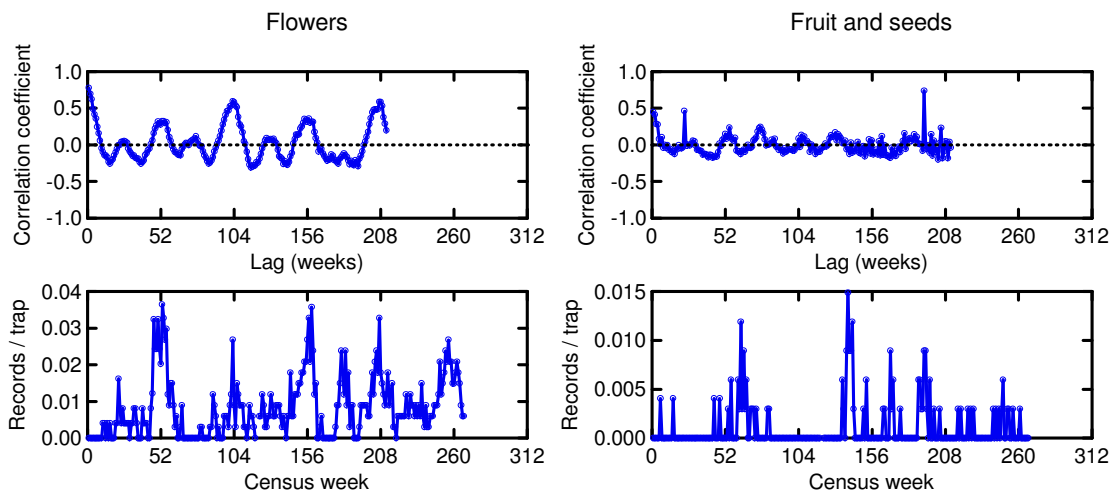 Flowers
Fruit and seeds
Correlation coefficient
1.0
0.5
0.0
-0.5
-1.0
0 52 104 156 208 260 312
Lag (weeks)
Correlation coefficient
1.0
0.5
0.0
-0.5
-1.0
0 52 104 156 208 260 312
Lag (weeks)
Records / trap
0.04
0.03
0.02
0.01
0.00
0 52 104 156 208 260 312
Census week
Records / trap
0.015
0.010
0.005
0.000
0 52 104 156 208 260 312
Census week